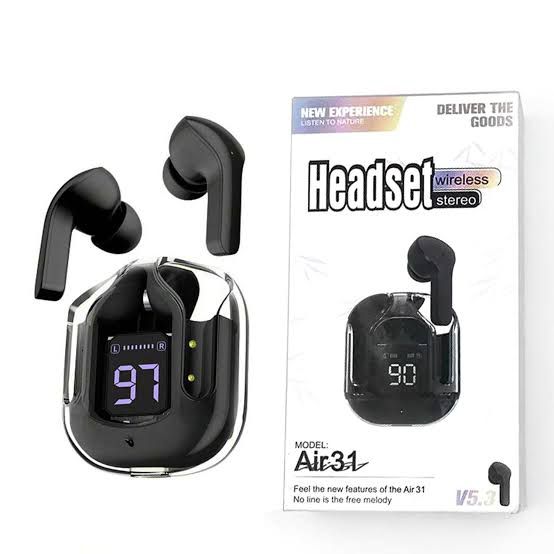 NEW EXPERIENCE
LISTEN TO NATURE
DELIVER THE
GOODS
Headset
wireless
stereo
L R
97
L R
90
MODEL:
Air31
Feel the new features of the Air 31
No line is the free melody
V5.3